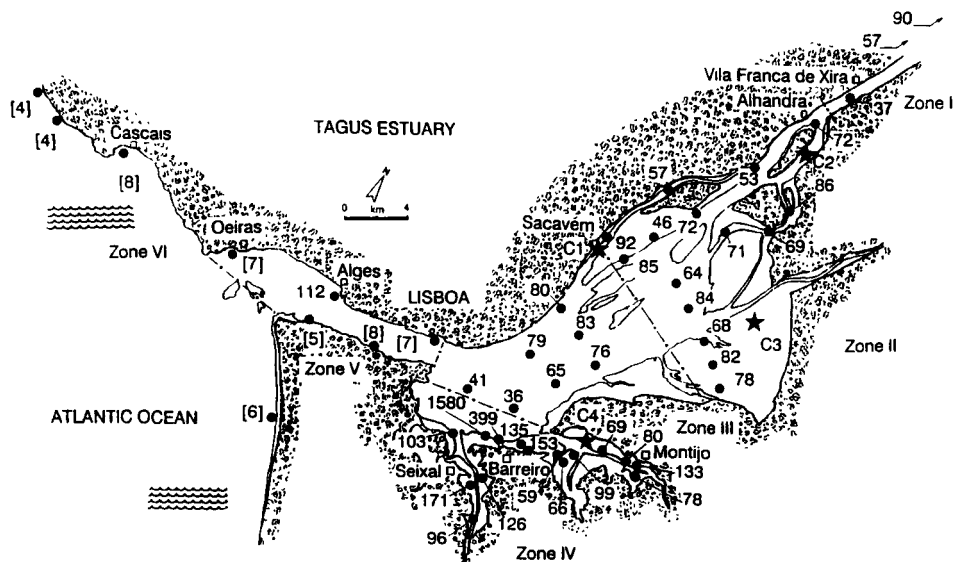 90
57
Vila Franca de Xira
Alhandra
37
Zone I
[4]
[4]
Cascais
TAGUS ESTUARY
72
C2
53
86
[8]
57
0 km 4
Sacavém
46
72
Oeiras
Zone VI
C1
92
71
69
[7]
85
64
Alges
112
LISBOA
80
84
[5]
[8]
[7]
83
68
C3
79
Zone V
76
82
Zone II
65
78
41
ATLANTIC OCEAN
[6]
1580
36
399
C4
Zone III
135
69
103
153
80
Montijo
Seixal
Barreiro
133
171
59
99
66
78
126
96
Zone IV